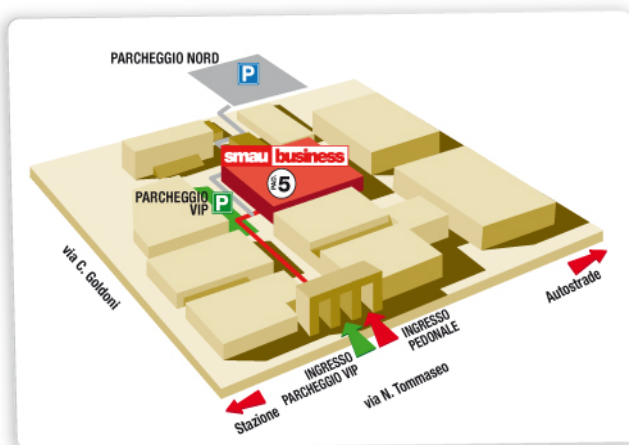 PARCHEGGIO NORD
P
smau business
PAD. 5
PARCHEGGIO
VIP
P
via C. Goldoni
Autostrade
INGRESSO
PEDONALE
INGRESSO
PARCHEGGIO VIP
via N. Tommaseo
Stazione